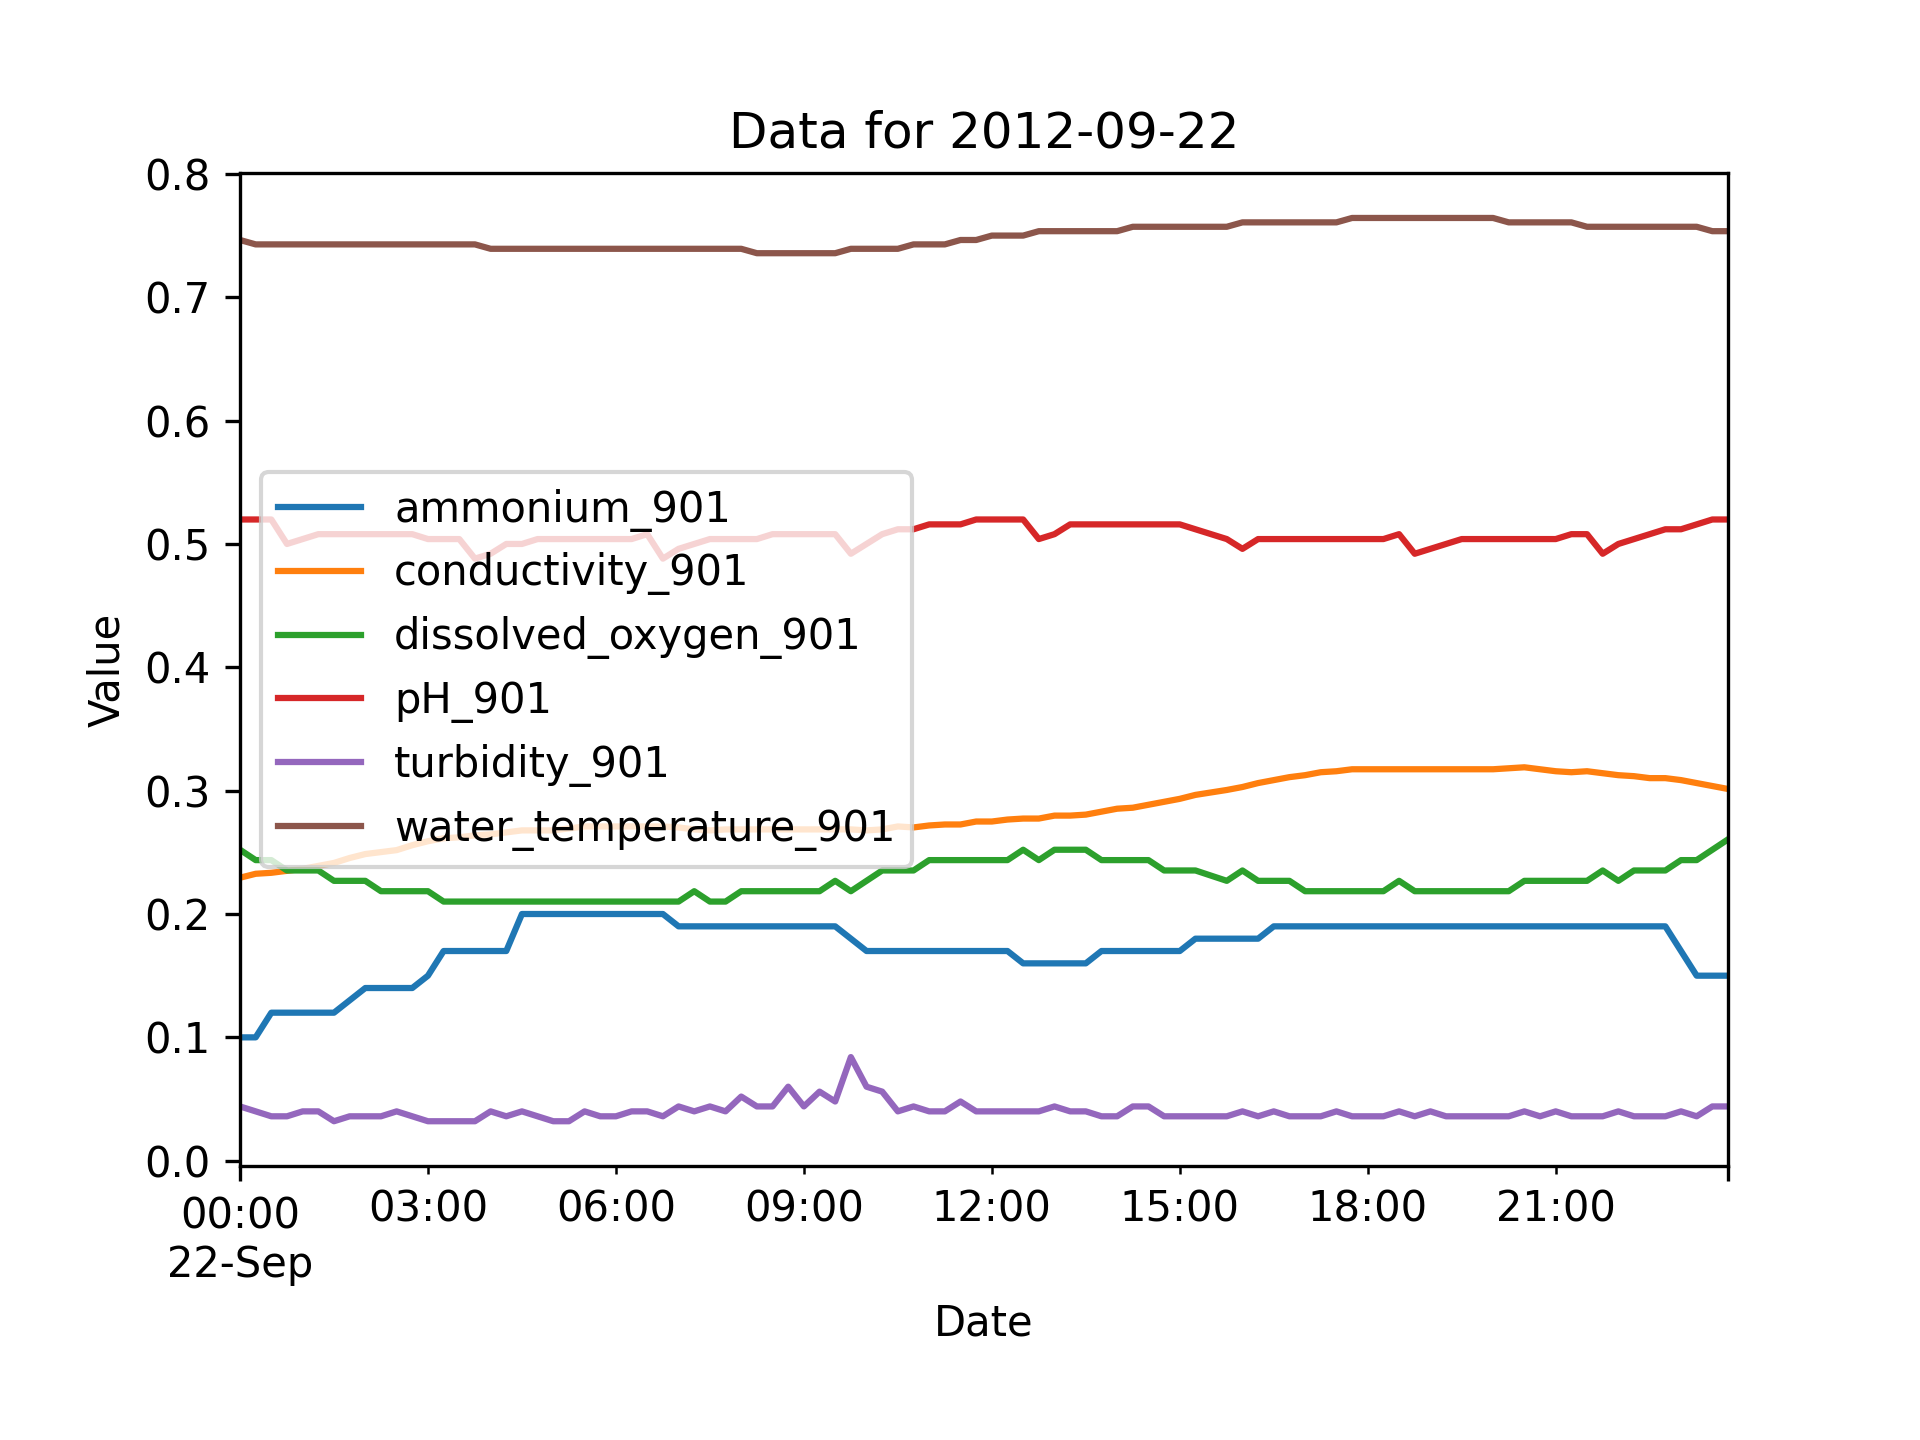 Data for 2012-09-22
0.8
0.7
0.6
0.5
0.4
0.3
0.2
0.1
0.0
Value
ammonium_901
conductivity_901
dissolved_oxygen_901
pH_901
turbidity_901
water_temperature_901
00:00 03:00 06:00 09:00 12:00 15:00 18:00 21:00
22-Sep
Date